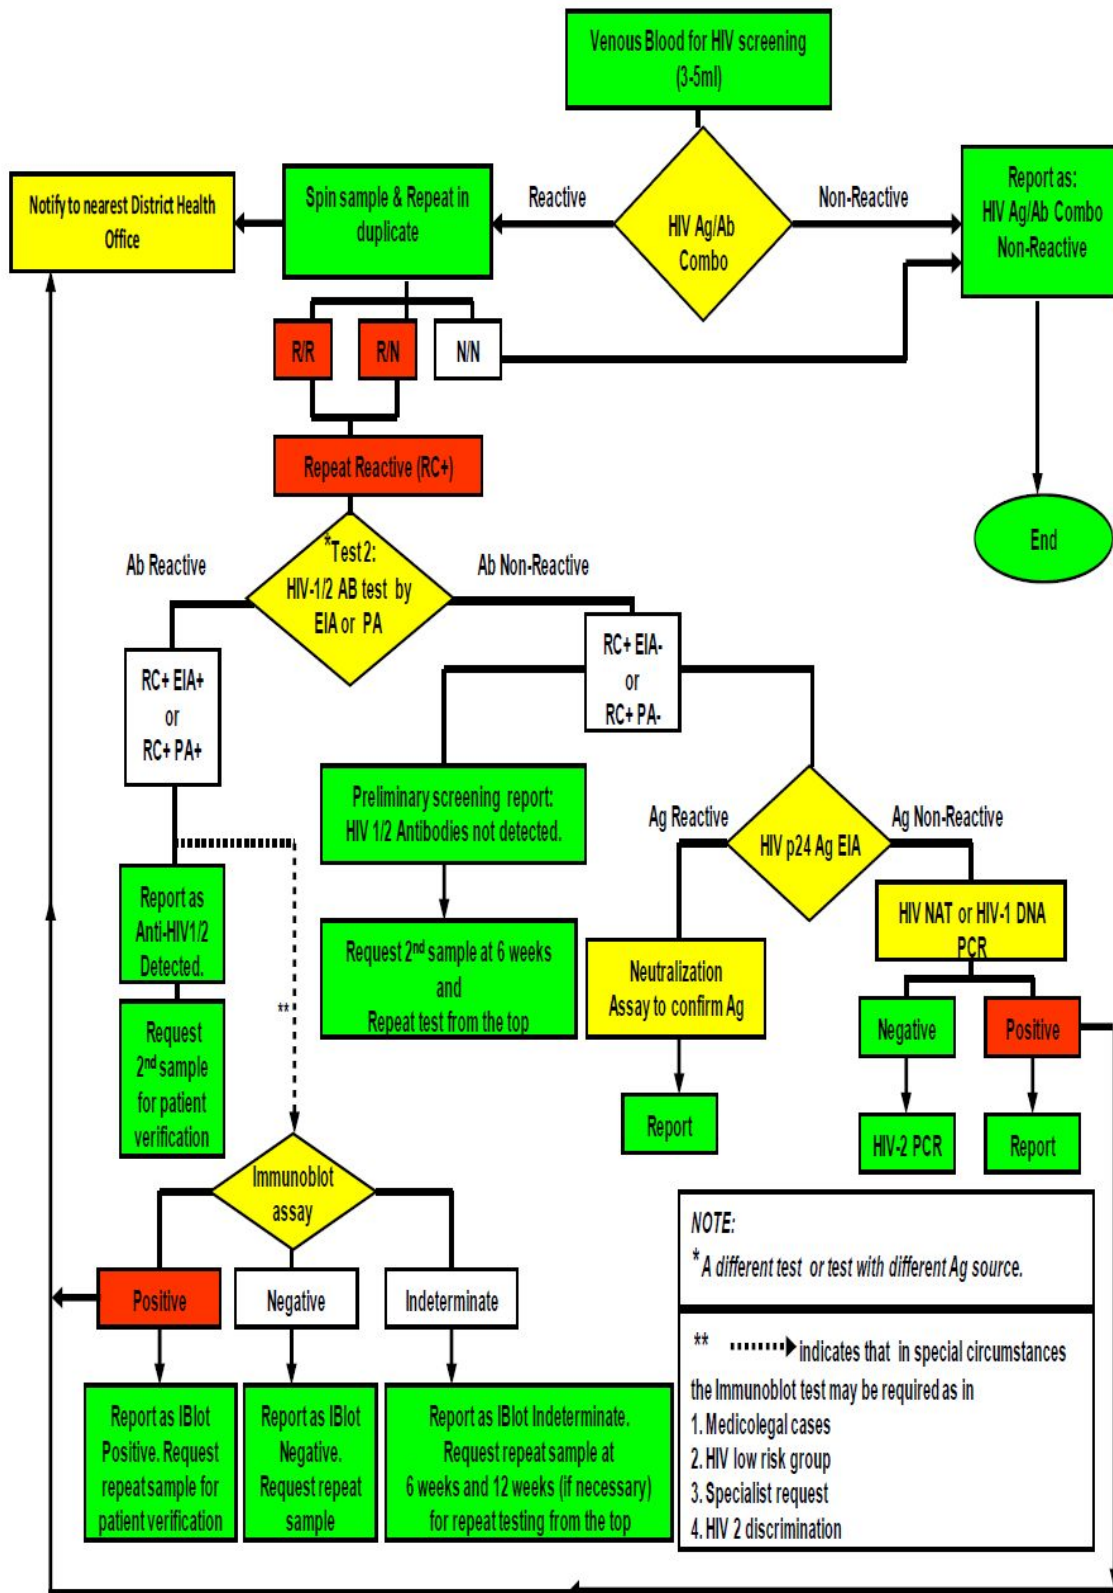 Venous Blood for HIV screening
(3-5ml)
Notify to nearest District Health
Office
Spin sample & Repeat in
duplicate
Reactive
HIV Ag/Ab
Combo
Non-Reactive
Report as:
HIV Ag/Ab Combo
Non-Reactive
R/R
R/N
N/N
Repeat Reactive (RC+)
End
Ab Reactive
*Test 2:
HIV-1/2 AB test by
EIA or PA
Ab Non-Reactive
RC+ EIA+
or
RC+ PA+
RC+ EIA-
or
RC+ PA-
Preliminary screening report:
HIV 1/2 Antibodies not detected.
Ag Reactive
HIV p24 Ag EIA
Ag Non-Reactive
Report as
Anti-HIV1/2
Detected.
Request 2nd sample at 6 weeks
and
Repeat test from the top
Neutralization
Assay to confirm Ag
HIV NAT or HIV-1 DNA
PCR
**
Request
2nd sample
for patient
verification
Negative
Positive
Report
HIV-2 PCR
Report
Immunoblot
assay
Positive
Negative
Indeterminate
Report as IBlot
Positive. Request
repeat sample for
patient verification
Report as IBlot
Negative.
Request repeat
sample
Report as IBlot Indeterminate.
Request repeat sample at
6 weeks and 12 weeks (if necessary)
for repeat testing from the top
NOTE:
* A different test or test with different Ag source.
** indicates that in special circumstances
the Immunoblot test may be required as in
1. Medicolegal cases
2. HIV low risk group
3. Specialist request
4. HIV 2 discrimination